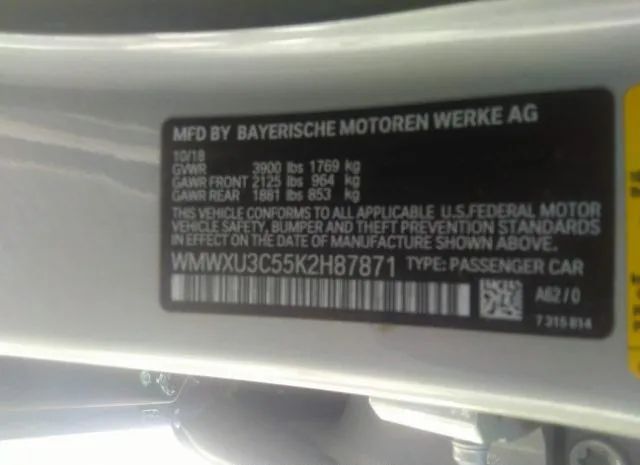 MFD BY BAYERISCHE MOTOREN WERKE AG
10/18
GVWR 3900 lbs 1769 kg
GAWR FRONT 2125 lbs 964 kg
GAWR REAR 1881 lbs 853 kg
THIS VEHICLE CONFORMS TO ALL APPLICABLE U.S.FEDERAL MOTOR
VEHICLE SAFETY, BUMPER AND THEFT PREVENTION STANDARDS
IN EFFECT ON THE DATE OF MANUFACTURE SHOWN ABOVE.
WMWXU3C55K2H87871 TYPE: PASSENGER CAR
A62/0
7 315 814